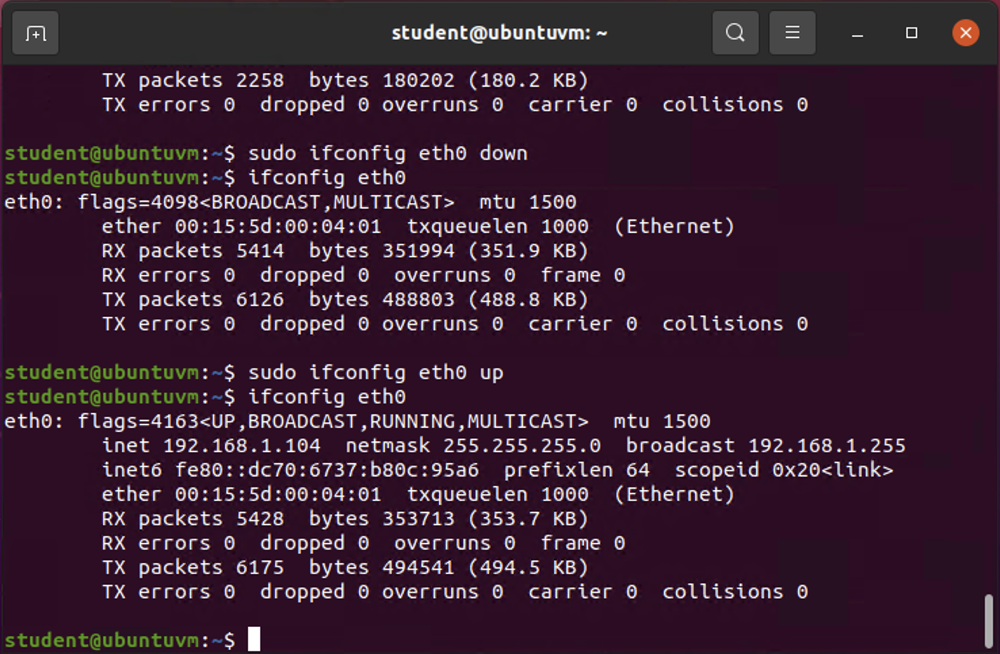 student@ubuntuvm: ~
TX packets 2258  bytes 180202 (180.2 KB)
TX errors 0  dropped 0 overruns 0  carrier 0  collisions 0
student@ubuntuvm:~$ sudo ifconfig eth0 down
student@ubuntuvm:~$ ifconfig eth0
eth0: flags=4098<BROADCAST,MULTICAST>  mtu 1500
ether 00:15:5d:00:04:01  txqueuelen 1000  (Ethernet)
RX packets 5414  bytes 351994 (351.9 KB)
RX errors 0  dropped 0  overruns 0  frame 0
TX packets 6126  bytes 488803 (488.8 KB)
TX errors 0  dropped 0 overruns 0  carrier 0  collisions 0
student@ubuntuvm:~$ sudo ifconfig eth0 up
student@ubuntuvm:~$ ifconfig eth0
eth0: flags=4163<UP,BROADCAST,RUNNING,MULTICAST>  mtu 1500
inet 192.168.1.104  netmask 255.255.255.0  broadcast 192.168.1.255
inet6 fe80::dc70:6737:b80c:95a6  prefixlen 64  scopeid 0x20<link>
ether 00:15:5d:00:04:01  txqueuelen 1000  (Ethernet)
RX packets 5428  bytes 353713 (353.7 KB)
RX errors 0  dropped 0  overruns 0  frame 0
TX packets 6175  bytes 494541 (494.5 KB)
TX errors 0  dropped 0 overruns 0  carrier 0  collisions 0
student@ubuntuvm:~$